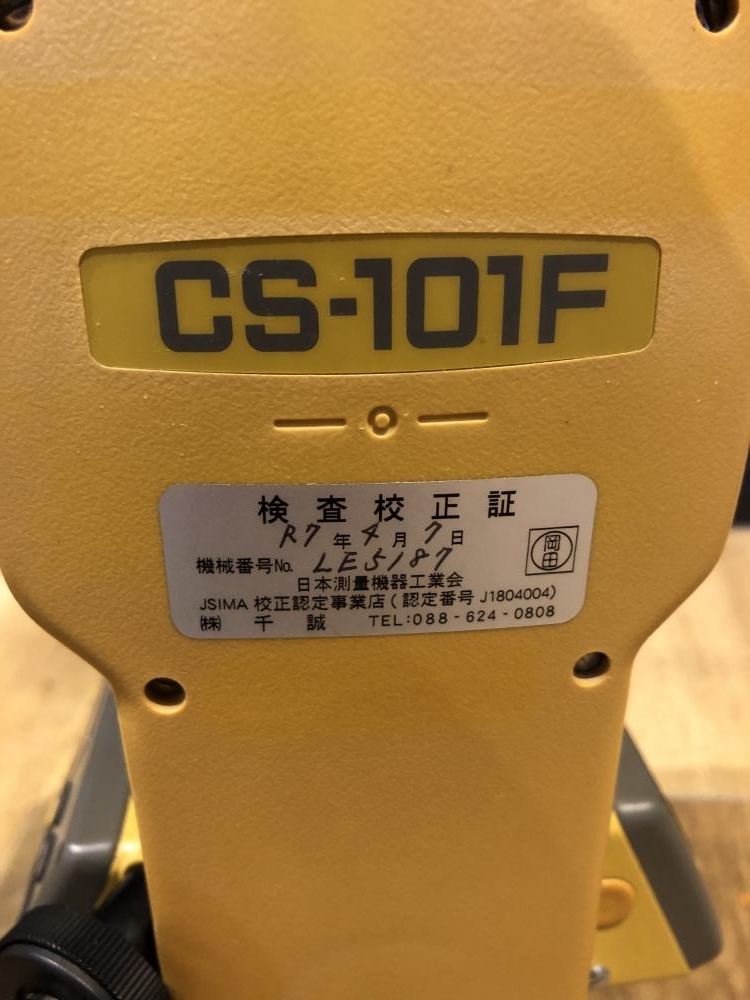 CS-101F
検査校正証
R7年4月7日
機械番号No. LE5187
岡田
日本測量機器工業会
JSIMA 校正認定事業店(認定番号 J1804004)
㈱ 千誠 TEL:088-624-0808